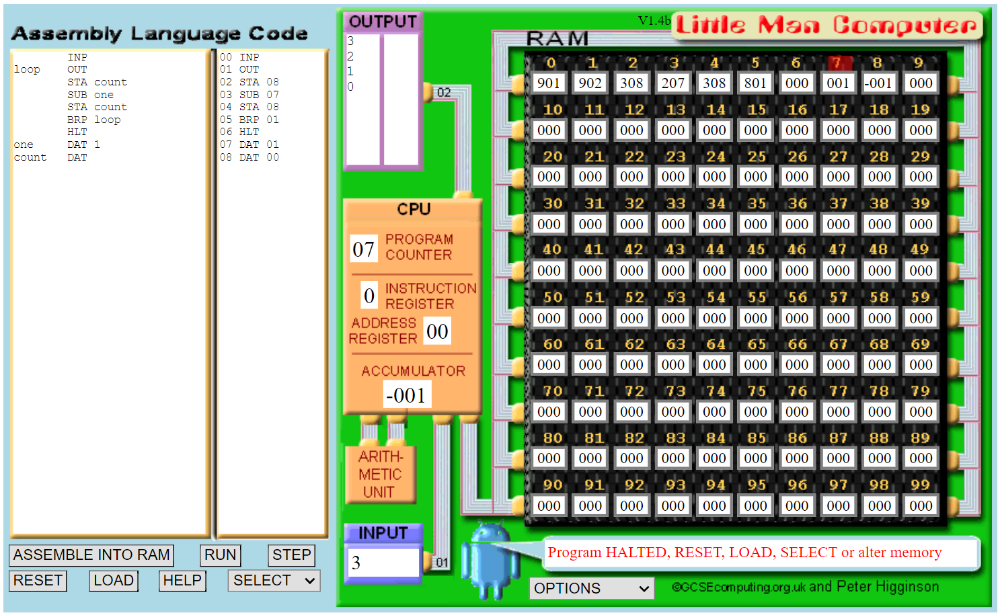 Assembly Language Code
INP
loop OUT
STA count
SUB one
STA count
BRP loop
HLT
one DAT 1
count DAT
00 INP
01 OUT
02 STA 08
03 SUB 07
04 STA 08
05 BRP 01
06 HLT
07 DAT 01
08 DAT 00
ASSEMBLE INTO RAM RUN STEP
RESET LOAD HELP SELECT
OUTPUT
3
2
1
0
02
CPU
07 PROGRAM
COUNTER
0 INSTRUCTION
REGISTER
ADDRESS
REGISTER 00
ACCUMULATOR
-001
ARITH-
METIC
UNIT
INPUT
3
01
V1.4b
Little Man Computer
RAM
0 1 2 3 4 5 6 7 8 9
901 902 308 207 308 801 000 001 -001 000
10 11 12 13 14 15 16 17 18 19
000 000 000 000 000 000 000 000 000 000
20 21 22 23 24 25 26 27 28 29
000 000 000 000 000 000 000 000 000 000
30 31 32 33 34 35 36 37 38 39
000 000 000 000 000 000 000 000 000 000
40 41 42 43 44 45 46 47 48 49
000 000 000 000 000 000 000 000 000 000
50 51 52 53 54 55 56 57 58 59
000 000 000 000 000 000 000 000 000 000
60 61 62 63 64 65 66 67 68 69
000 000 000 000 000 000 000 000 000 000
70 71 72 73 74 75 76 77 78 79
000 000 000 000 000 000 000 000 000 000
80 81 82 83 84 85 86 87 88 89
000 000 000 000 000 000 000 000 000 000
90 91 92 93 94 95 96 97 98 99
000 000 000 000 000 000 000 000 000 000
Program HALTED, RESET, LOAD, SELECT or alter memory
OPTIONS
©GCSEcomputing.org.uk and Peter Higginson